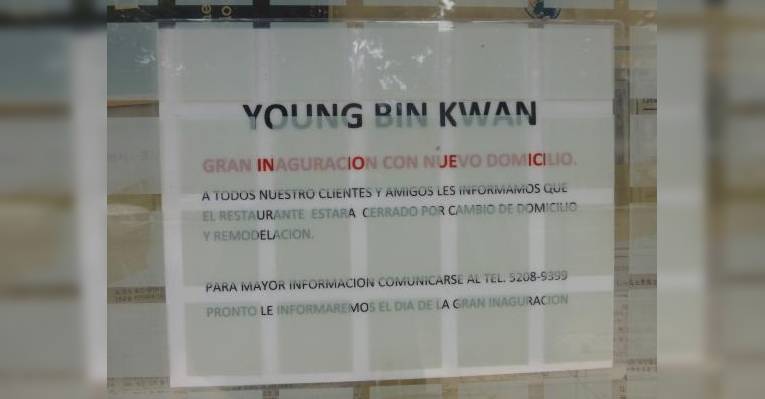 YOUNG BIN KWAN
GRAN INAGURACION CON NUEVO DOMICILIO.
A TODOS NUESTRO CLIENTES Y AMIGOS LES INFORMAMOS QUE
EL RESTAURANTE ESTARA CERRADO POR CAMBIO DE DOMICILIO
Y REMODELACION.
PARA MAYOR INFORMACION COMUNICARSE AL TEL. 5208-9399
PRONTO LE INFORMAREMOS EL DIA DE LA GRAN INAGURACION